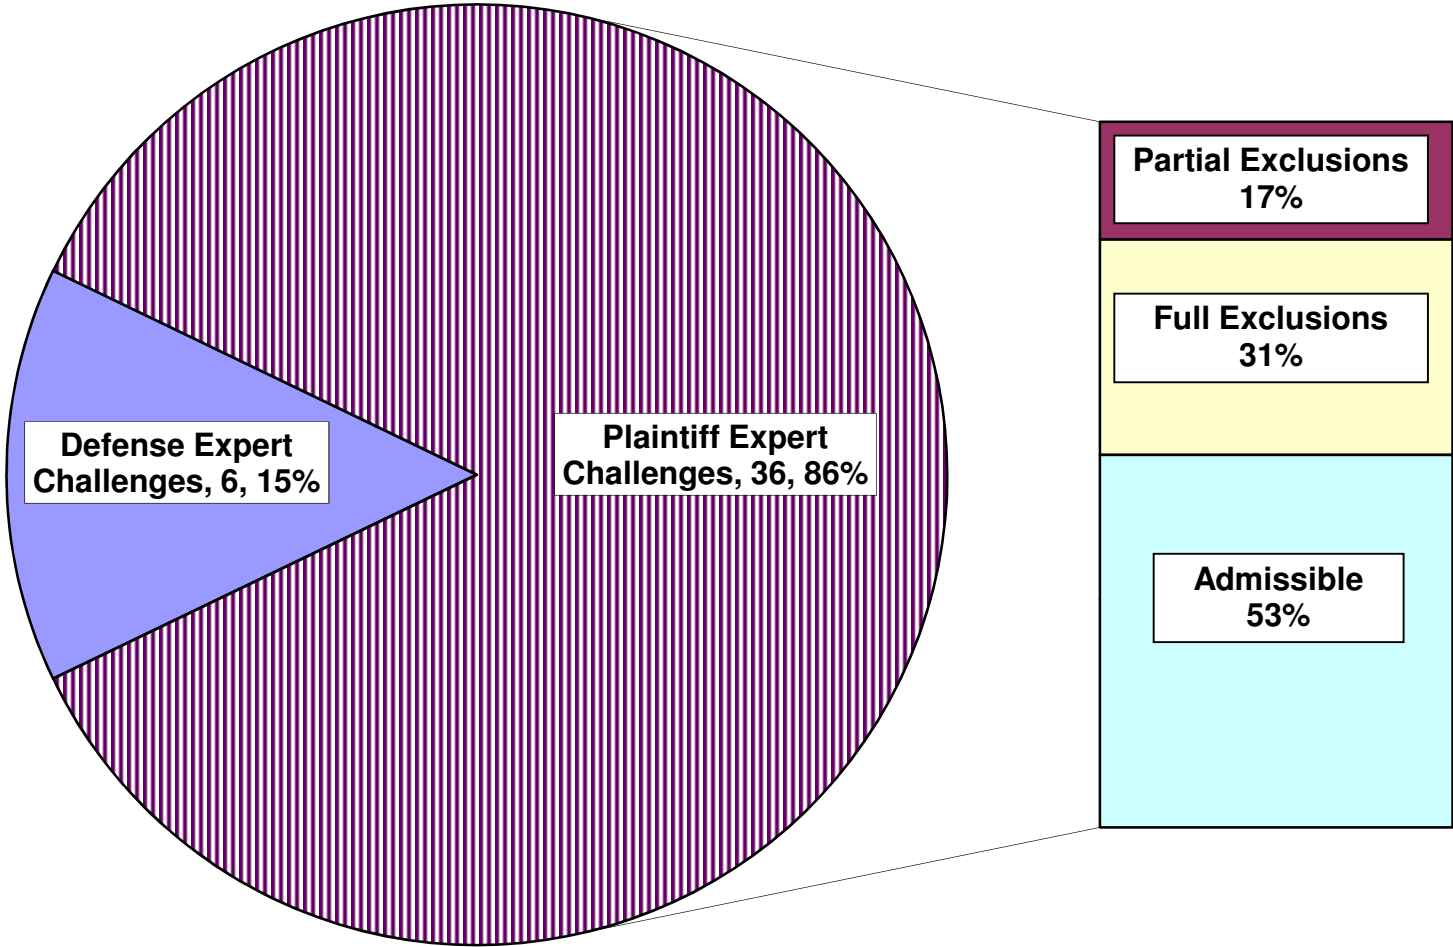 Defense Expert
Challenges, 6, 15%
Plaintiff Expert
Challenges, 36, 86%
Partial Exclusions
17%
Full Exclusions
31%
Admissible
53%